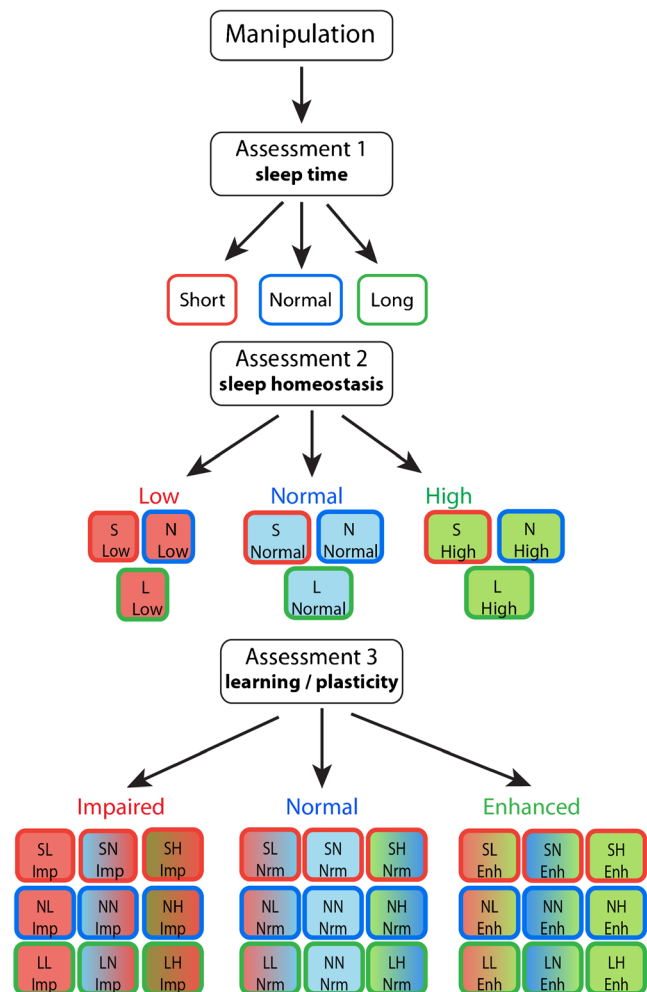 Manipulation
Assessment 1
sleep time
Short
Normal
Long
Assessment 2
sleep homeostasis
Low
Normal
High
S
Low
N
Low
L
Low
S
Normal
N
Normal
L
Normal
S
High
N
High
L
High
Assessment 3
learning / plasticity
Impaired
Normal
Enhanced
SL
Imp
SN
Imp
SH
Imp
NL
Imp
NN
Imp
NH
Imp
LL
Imp
LN
Imp
LH
Imp
SL
Nrm
SN
Nrm
SH
Nrm
NL
Nrm
NN
Nrm
NH
Nrm
LL
Nrm
NN
Nrm
LH
Nrm
SL
Enh
SN
Enh
SH
Enh
NL
Enh
NN
Enh
NH
Enh
LL
Enh
LN
Enh
LH
Enh